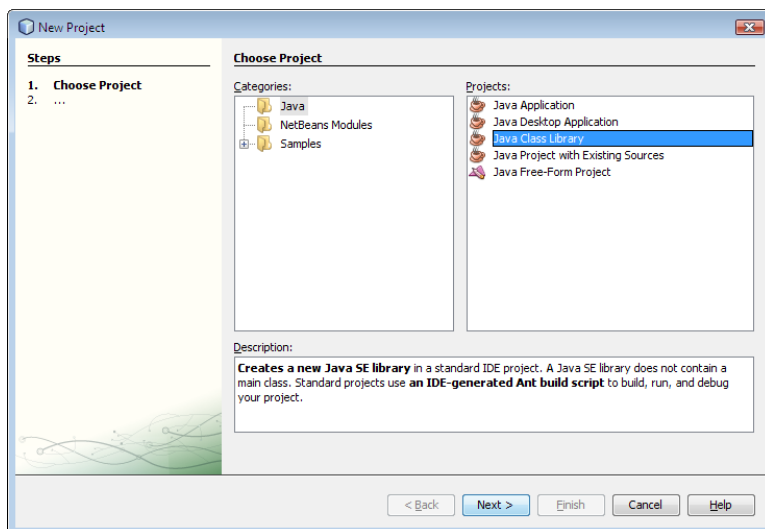 New Project
Steps
1. Choose Project
2. ...
Choose Project
Categories:
Java
NetBeans Modules
Samples
Projects:
Java Application
Java Desktop Application
Java Class Library
Java Project with Existing Sources
Java Free-Form Project
Description:
Creates a new Java SE library in a standard IDE project. A Java SE library does not contain a
main class. Standard projects use an IDE-generated Ant build script to build, run, and debug
your project.
< Back Next > Finish Cancel Help